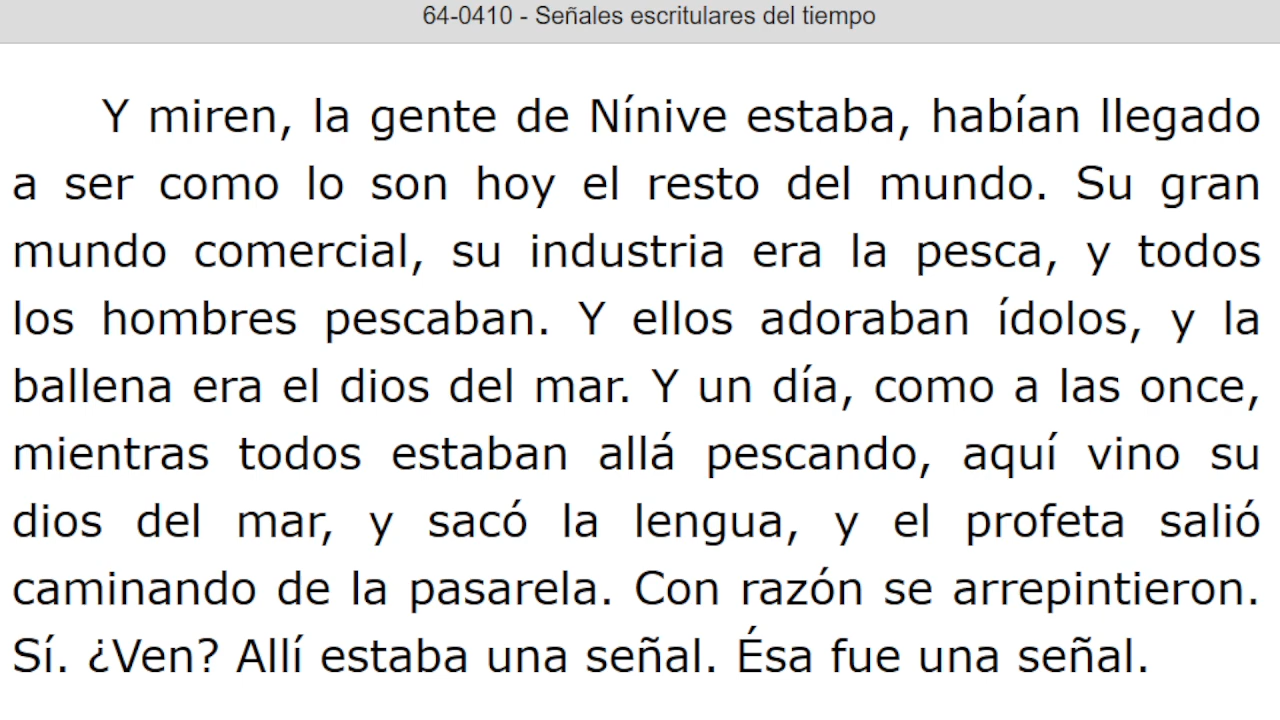 64-0410 - Señales escritulares del tiempo
Y miren, la gente de Nínive estaba, habían llegado
a ser como lo son hoy el resto del mundo. Su gran
mundo comercial, su industria era la pesca, y todos
los hombres pescaban. Y ellos adoraban ídolos, y la
ballena era el dios del mar. Y un día, como a las once,
mientras todos estaban allá pescando, aquí vino su
dios del mar, y sacó la lengua, y el profeta salió
caminando de la pasarela. Con razón se arrepintieron.
Sí. ¿Ven? Allí estaba una señal. Ésa fue una señal.